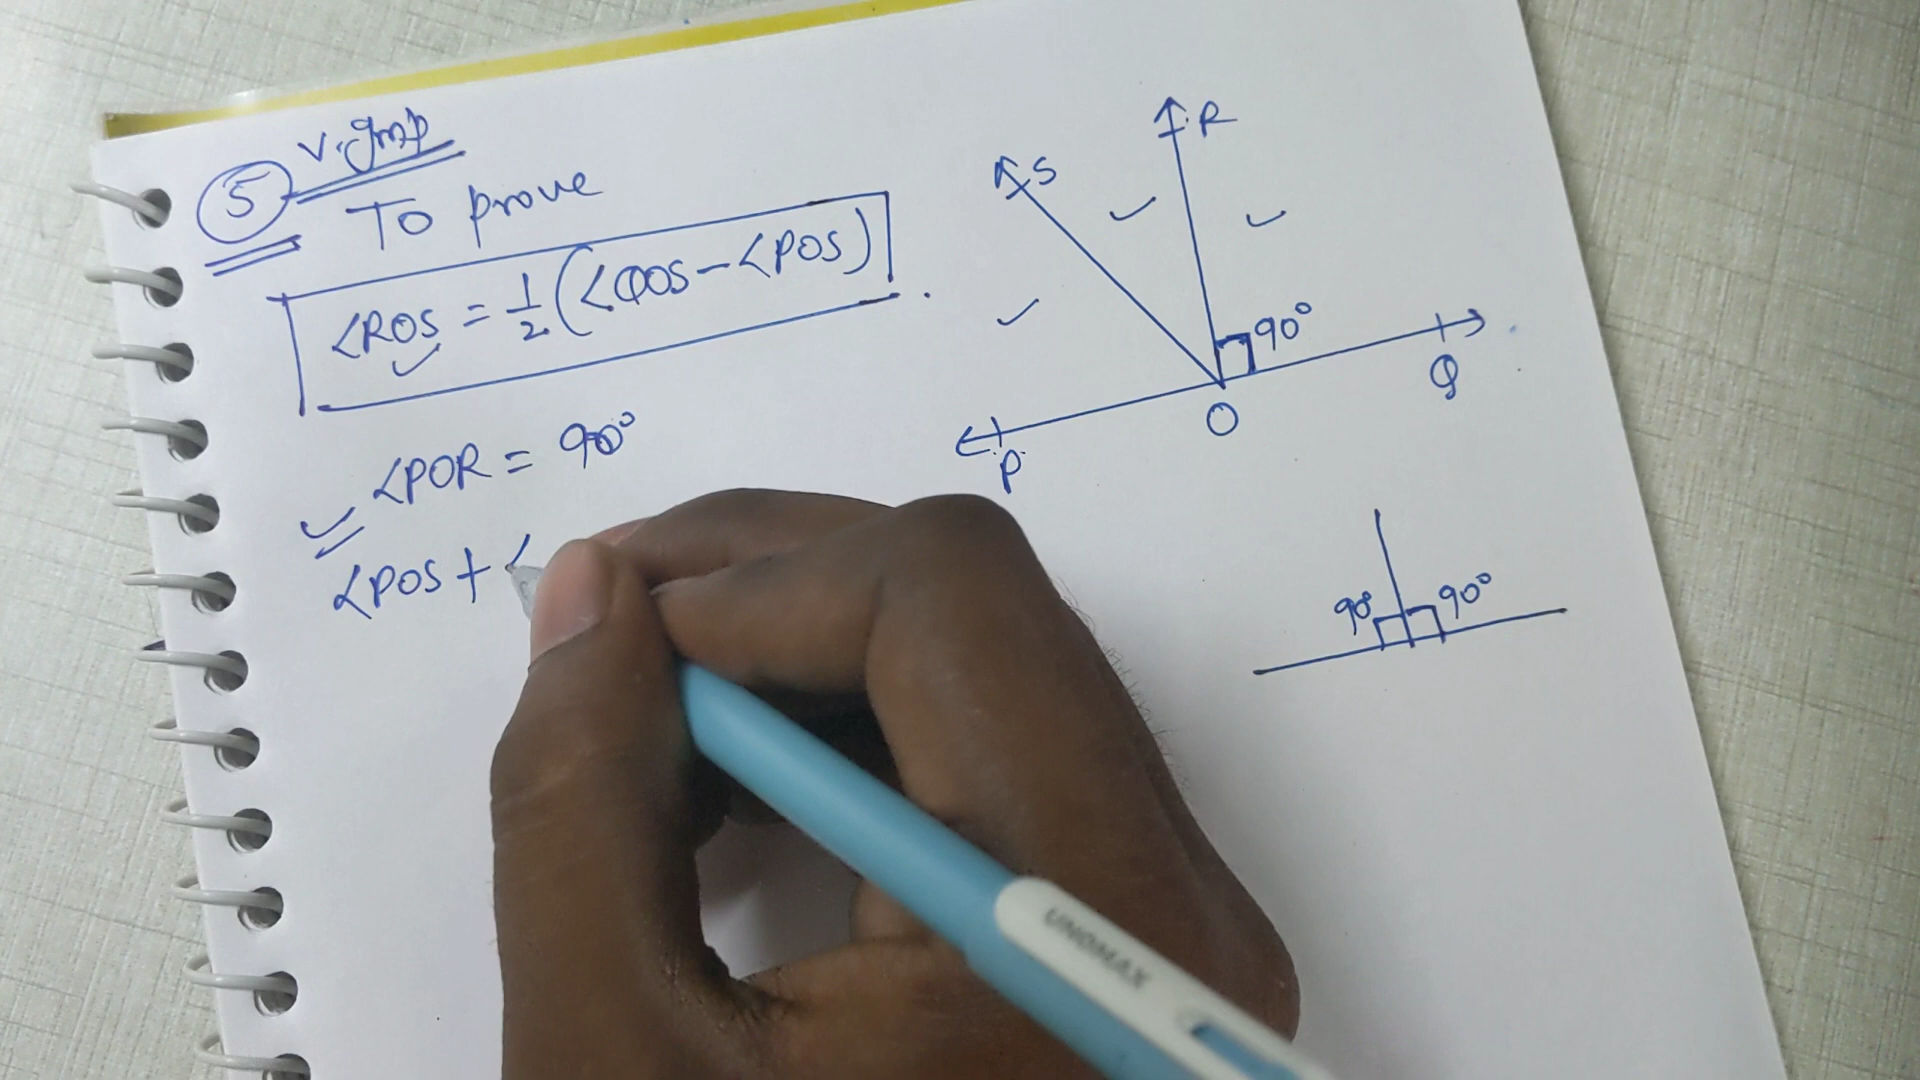 5 V.Imp
To prove
∠ROS = 1/2 (∠QOS - ∠POS)
∠POR = 90°
∠POS + ∠
R
S
90°
Q
O
P
90° 90°
UNOMAX